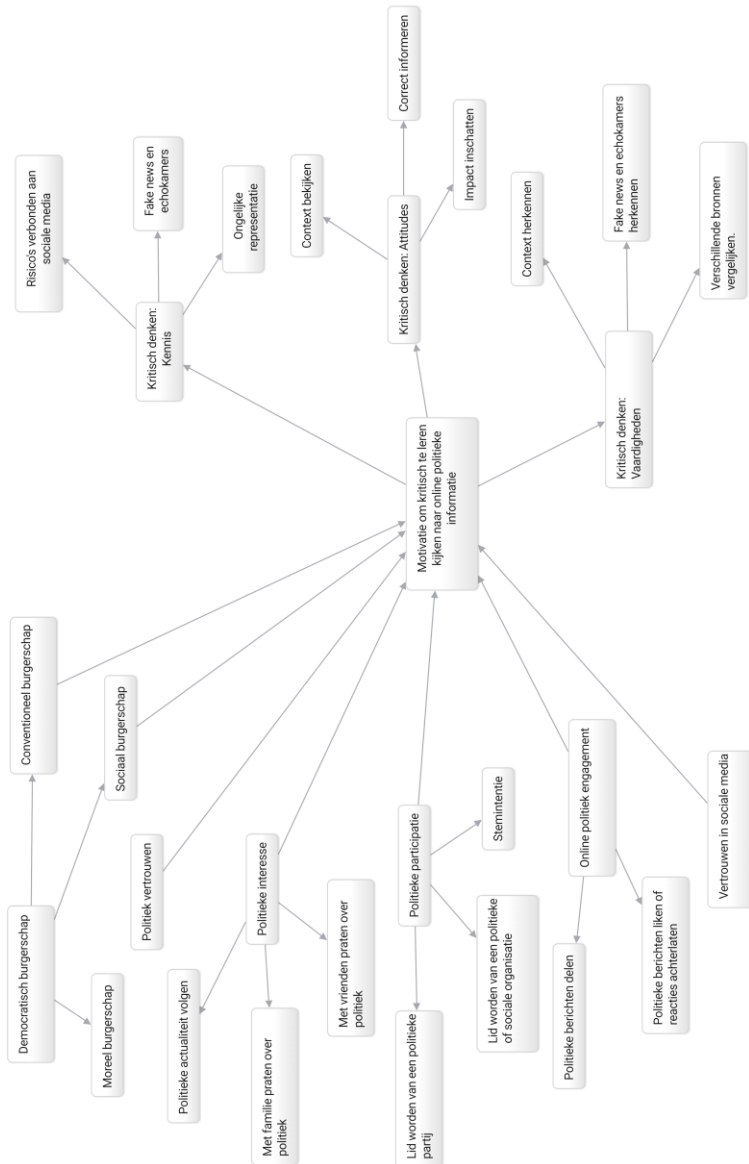 Democratisch burgerschap
Conventioneel burgerschap
Moreel burgerschap
Sociaal burgerschap
Politiek vertrouwen
Politieke actualiteit volgen
Politieke interesse
Met familie praten over
politiek
Met vrienden praten over
politiek
Politieke participatie
Lid worden van een politieke
partij
Lid worden van een politieke
of sociale organisatie
Stemintentie
Online politiek engagement
Politieke berichten delen
Politieke berichten liken of
reacties achterlaten
Vertrouwen in sociale media
Motivatie om kritisch te leren
kijken naar online politieke
informatie
Kritisch denken:
Kennis
Risico's verbonden aan
sociale media
Fake news en
echokamers
Ongelijke
representatie
Kritisch denken: Attitudes
Context bekijken
Correct informeren
Impact inschatten
Kritisch denken:
Vaardigheden
Context herkennen
Fake news en echokamers
herkennen
Verschillende bronnen
vergelijken.